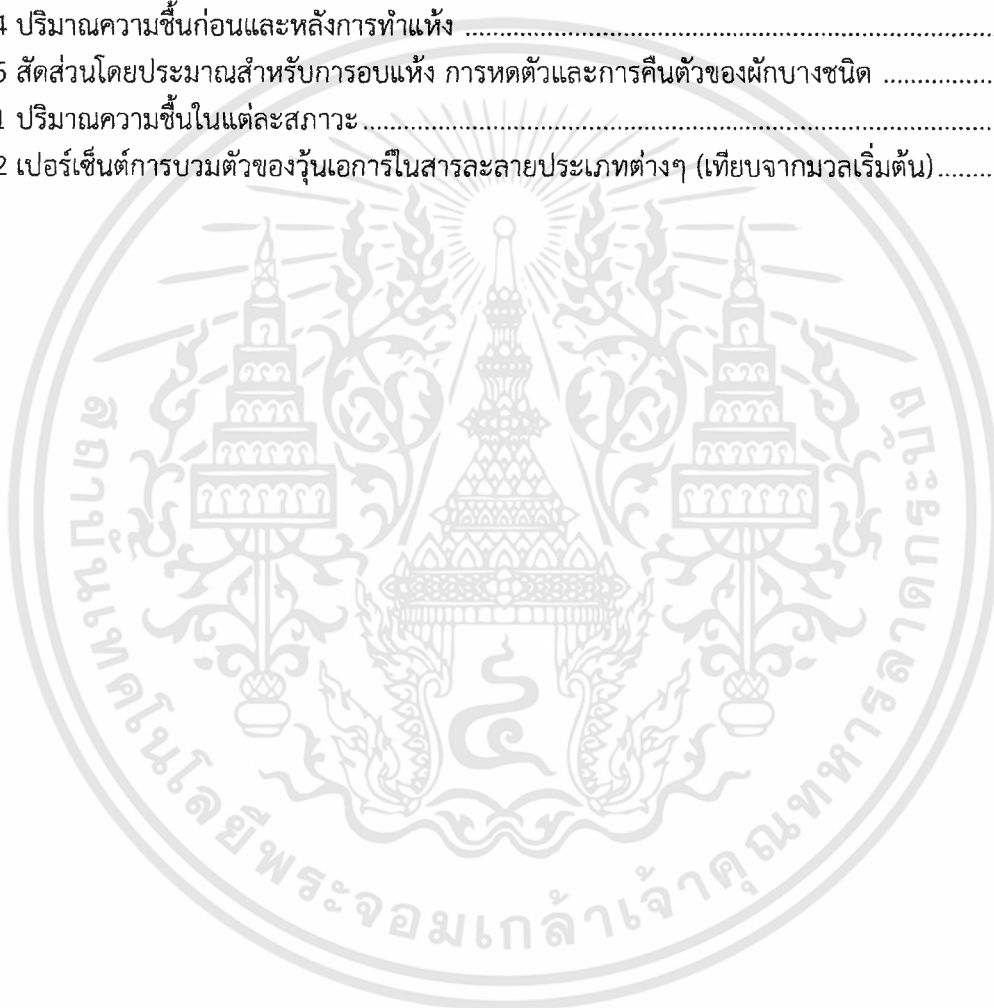 4 ปริมาณความชื้นก่อนและหลังการทำแห้ง ........................................................................
5 สัดส่วนโดยประมาณสำหรับการอบแห้ง การหดตัวและการคืนตัวของผักบางชนิด ................
1 ปริมาณความชื้นในแต่ละสภาวะ......................................................................................
2 เปอร์เซ็นต์การบวมตัวของวุ้นเอการ์ในสารละลายประเภทต่างๆ (เทียบจากมวลเริ่มต้น)........
สถาบันเทคโนโลยีพระจอมเกล้าเจ้าคุณทหารลาดกระบัง